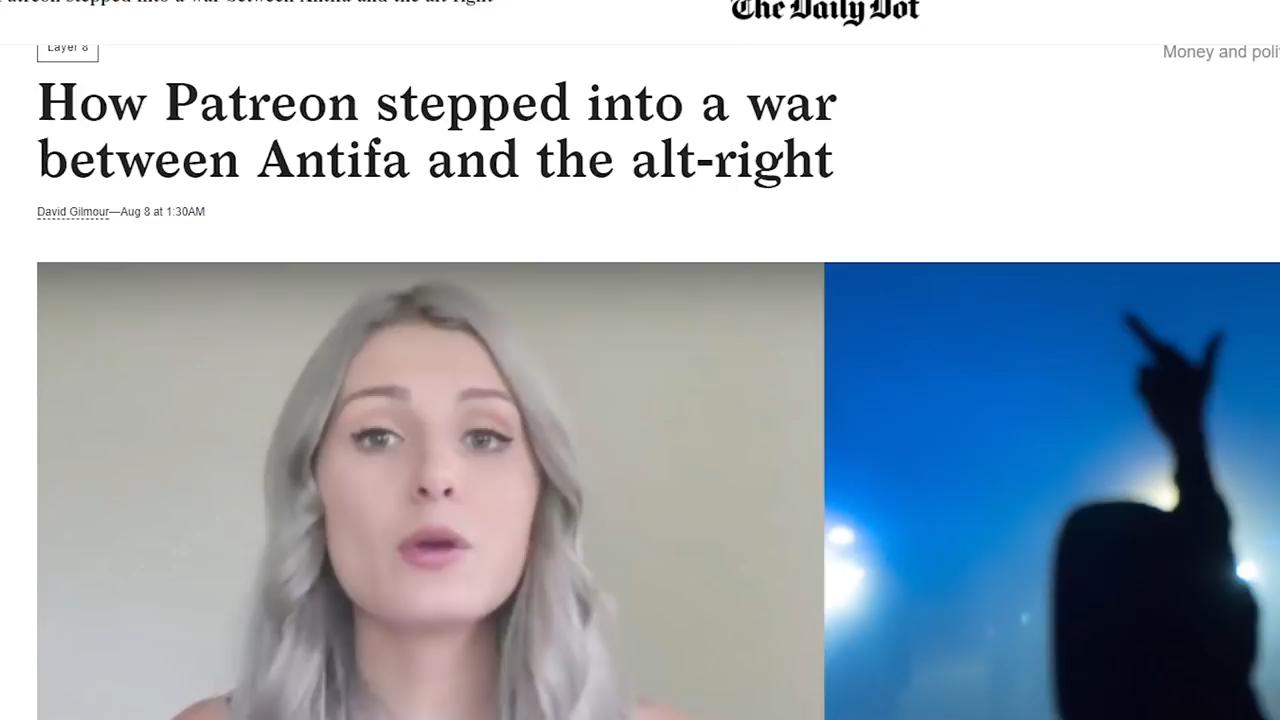 The Daily Dot
Layer 8
Money and poli
How Patreon stepped into a war
between Antifa and the alt-right
David Gilmour—Aug 8 at 1:30AM